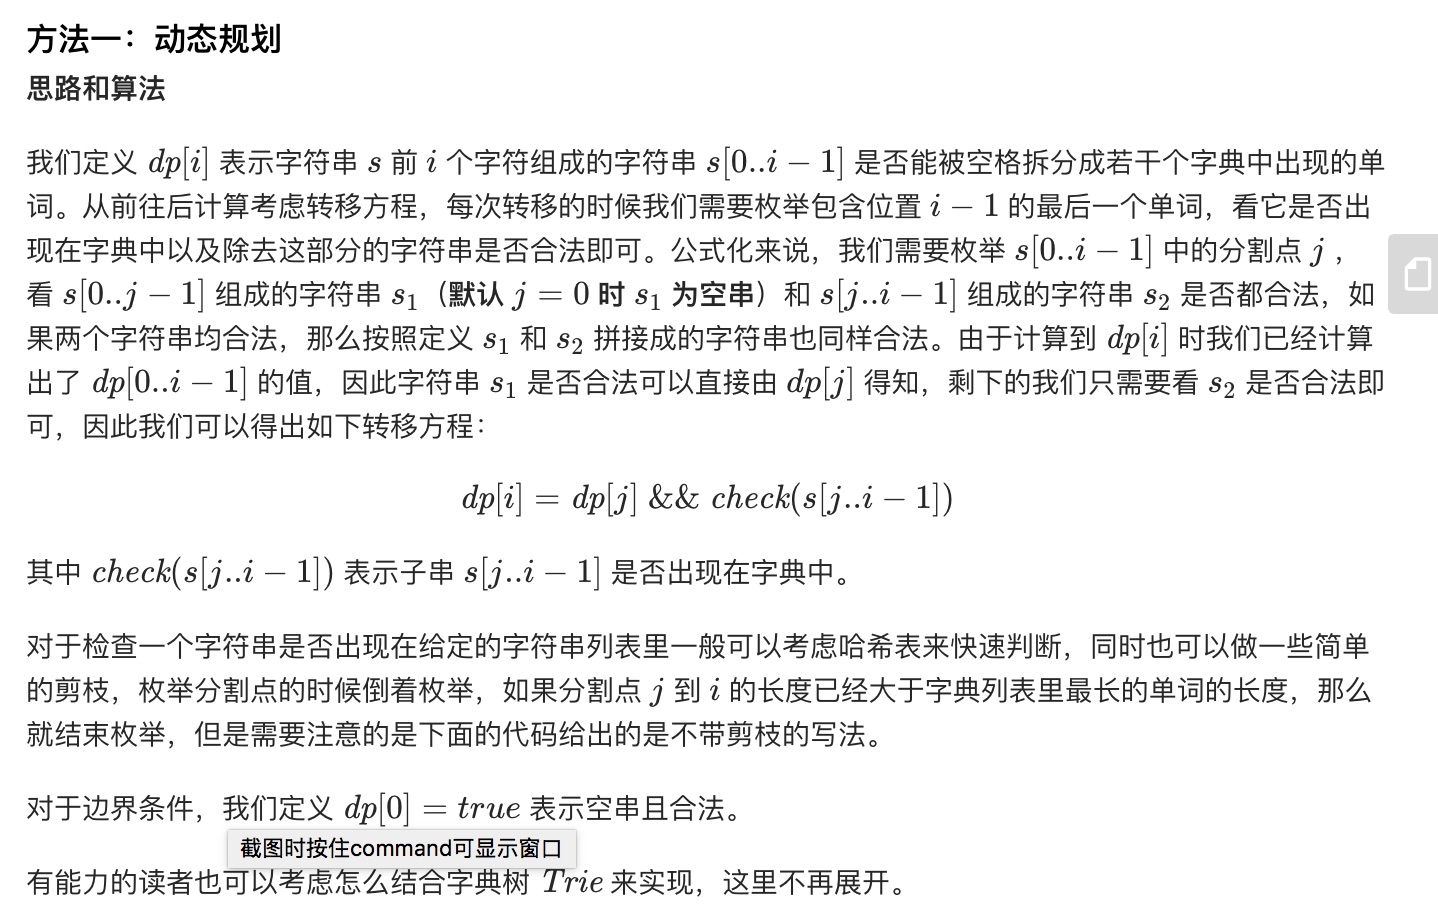 方法一：动态规划
思路和算法
我们定义 dp[i] 表示字符串 s 前 i 个字符组成的字符串 s[0..i − 1] 是否能被空格拆分成若干个字典中出现的单
词。从前往后计算考虑转移方程，每次转移的时候我们需要枚举包含位置 i − 1 的最后一个单词，看它是否出
现在字典中以及除去这部分的字符串是否合法即可。公式化来说，我们需要枚举 s[0..i − 1] 中的分割点 j ，
看 s[0..j − 1] 组成的字符串 s₁（默认 j = 0 时 s₁ 为空串）和 s[j..i − 1] 组成的字符串 s₂ 是否都合法，如
果两个字符串均合法，那么按照定义 s₁ 和 s₂ 拼接成的字符串也同样合法。由于计算到 dp[i] 时我们已经计算
出了 dp[0..i − 1] 的值，因此字符串 s₁ 是否合法可以直接由 dp[j] 得知，剩下的我们只需要看 s₂ 是否合法即
可，因此我们可以得出如下转移方程：
dp[i] = dp[j] && check(s[j..i − 1])
其中 check(s[j..i − 1]) 表示子串 s[j..i − 1] 是否出现在字典中。
对于检查一个字符串是否出现在给定的字符串列表里一般可以考虑哈希表来快速判断，同时也可以做一些简单
的剪枝，枚举分割点的时候倒着枚举，如果分割点 j 到 i 的长度已经大于字典列表里最长的单词的长度，那么
就结束枚举，但是需要注意的是下面的代码给出的是不带剪枝的写法。
对于边界条件，我们定义 dp[0] = true 表示空串且合法。
截图时按住command可显示窗口
有能力的读者也可以考虑怎么结合字典树 Trie 来实现，这里不再展开。